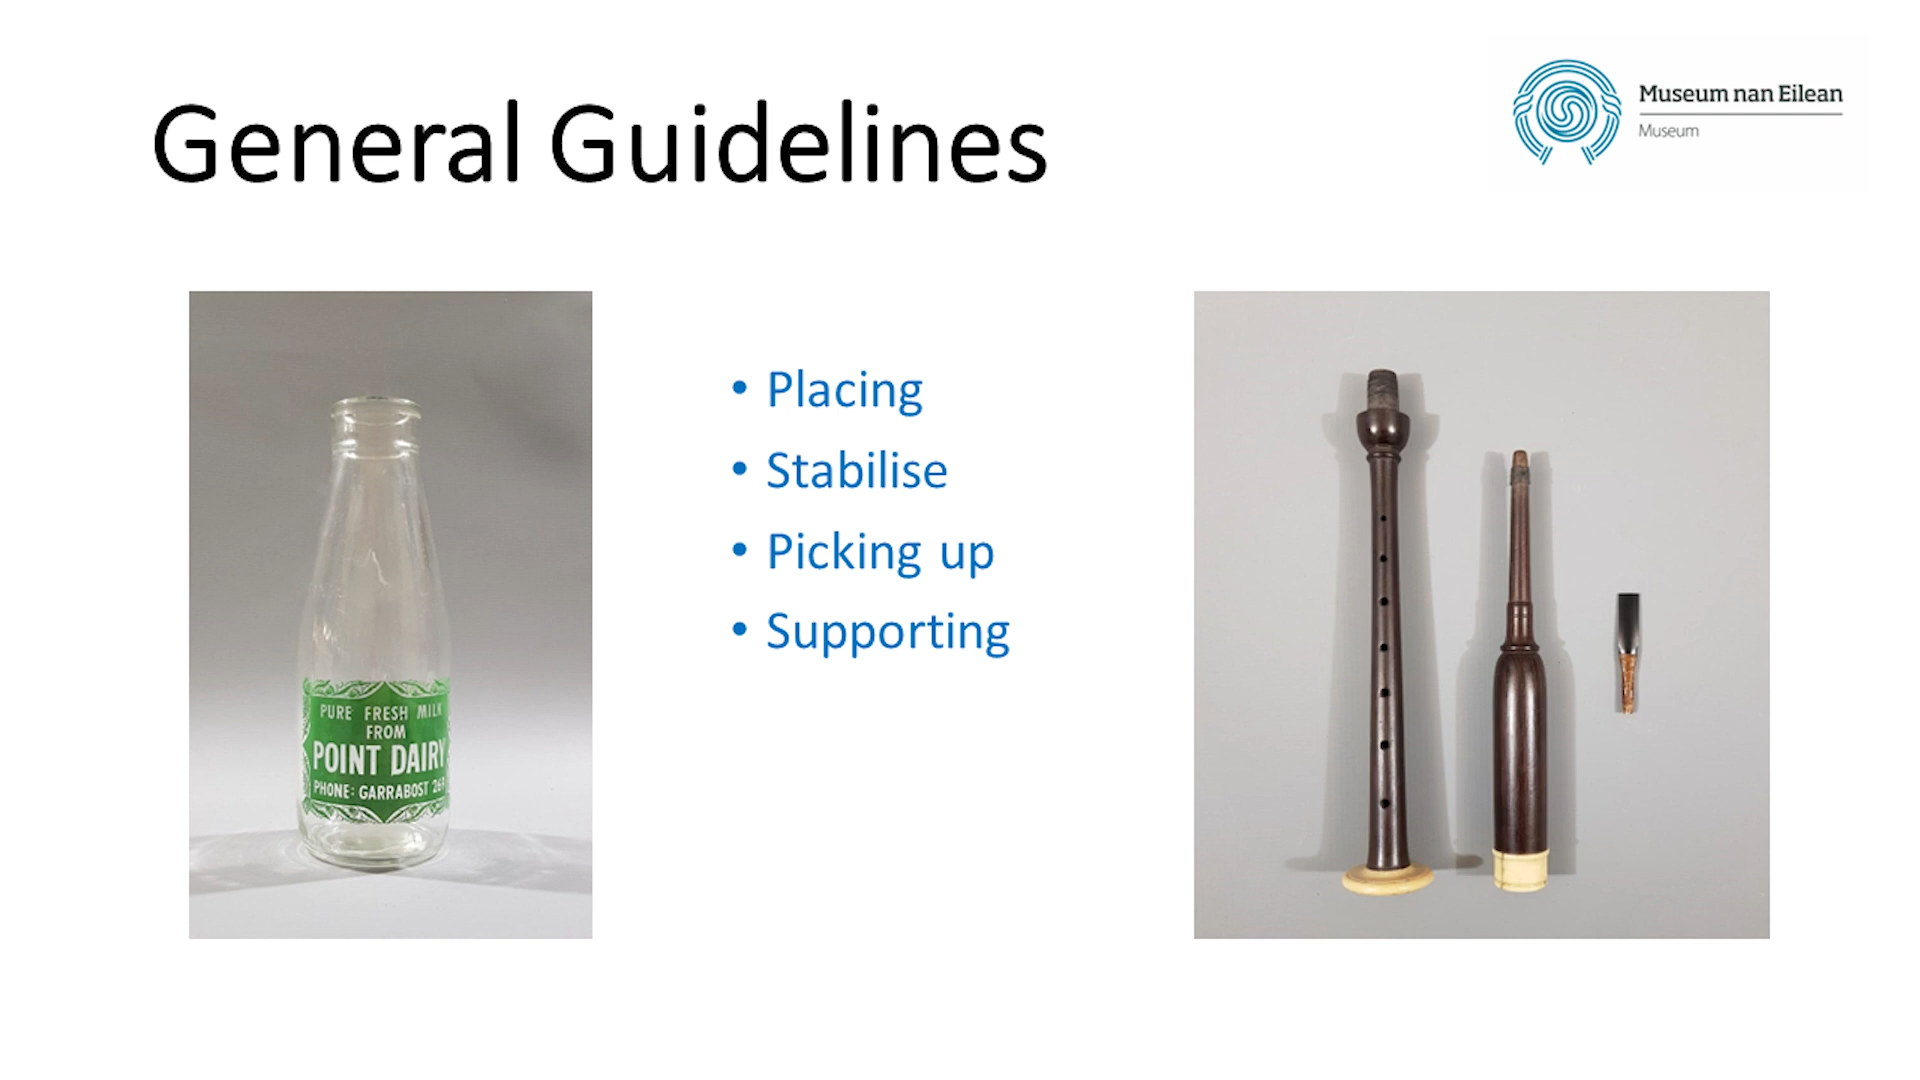 General Guidelines
Museum nan Eilean
Museum
PURE FRESH MILK
FROM
POINT DAIRY
PHONE: GARRABOST
• Placing
• Stabilise
• Picking up
• Supporting